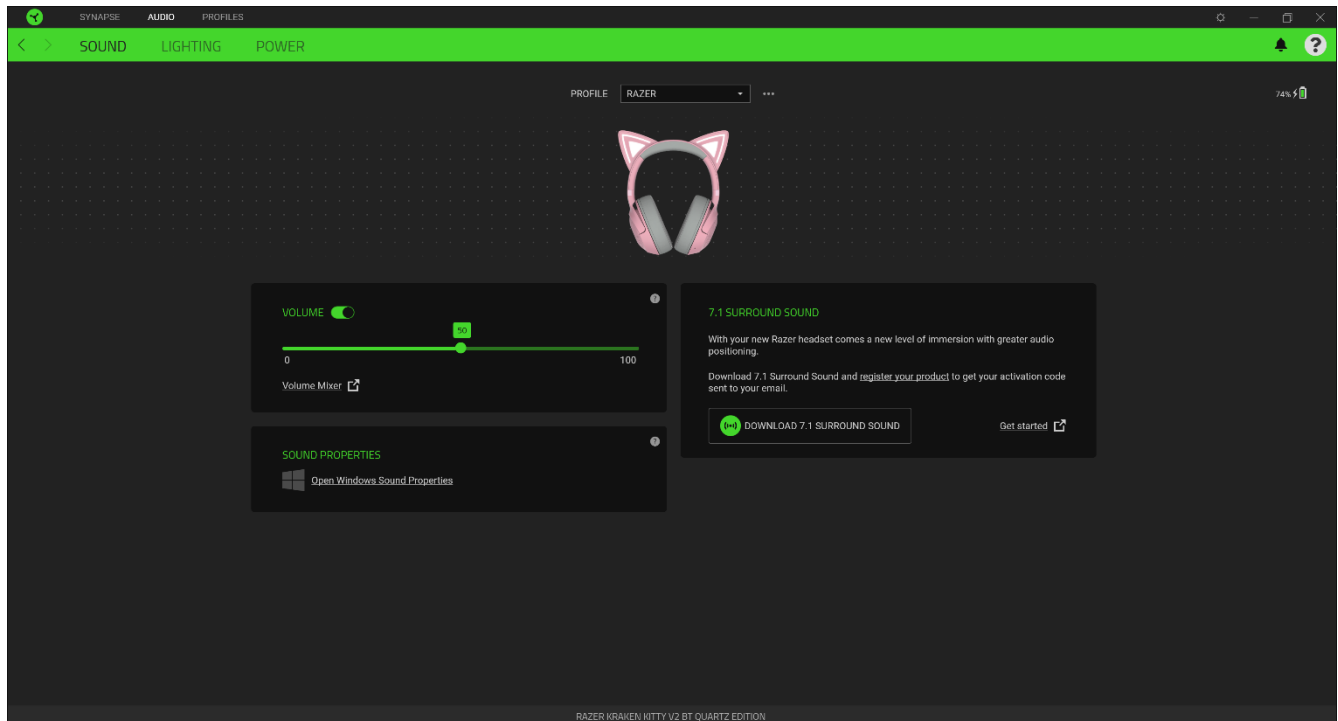 SYNAPSE AUDIO PROFILES
SOUND LIGHTING POWER
?
PROFILE RAZER
74%
VOLUME
?
50
0 100
Volume Mixer
SOUND PROPERTIES
?
Open Windows Sound Properties
7.1 SURROUND SOUND
With your new Razer headset comes a new level of immersion with greater audio
positioning.
Download 7.1 Surround Sound and register your product to get your activation code
sent to your email.
DOWNLOAD 7.1 SURROUND SOUND
Get started
RAZER KRAKEN KITTY V2 BT QUARTZ EDITION